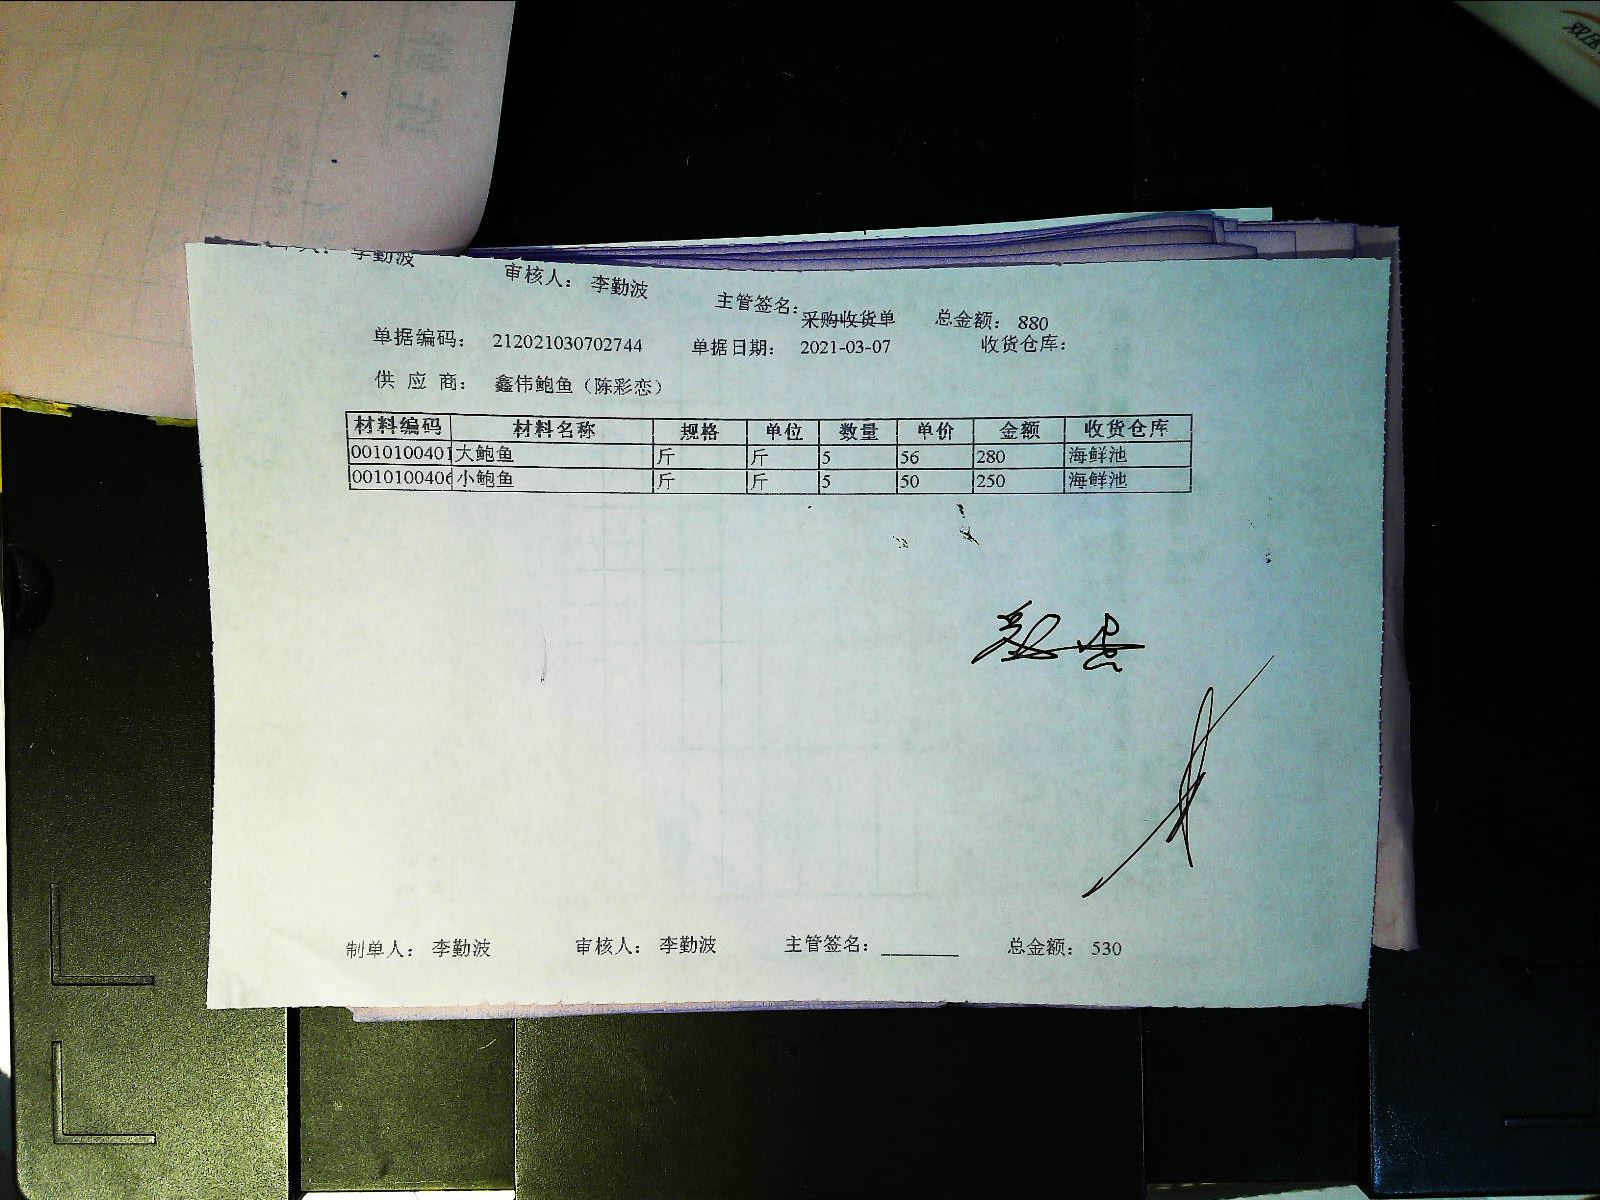 李勤波 审核人： 李勤波 主管签名： 总金额： 880
采购收货单
单据编码： 212021030702744 单据日期： 2021-03-07 收货仓库：
供 应 商： 鑫伟鲍鱼（陈彩恋）
材料编码 材料名称 规格 单位 数量 单价 金额 收货仓库
0010100401 大鲍鱼 斤 斤 5 56 280 海鲜池
0010100406 小鲍鱼 斤 斤 5 50 250 海鲜池
制单人： 李勤波 审核人： 李勤波 主管签名： 总金额： 530